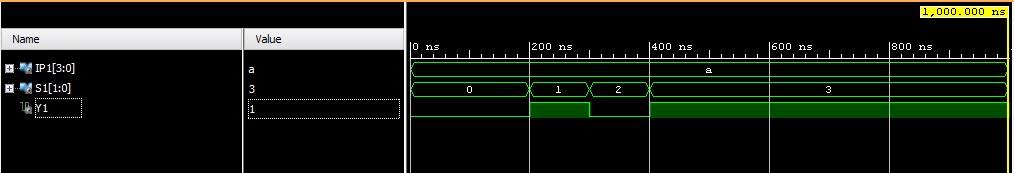 1,000.000 ns
Name Value
0 ns 200 ns 400 ns 600 ns 800 ns
IP1[3:0] a a
S1[1:0] 3 0 1 2 3
Y1 1